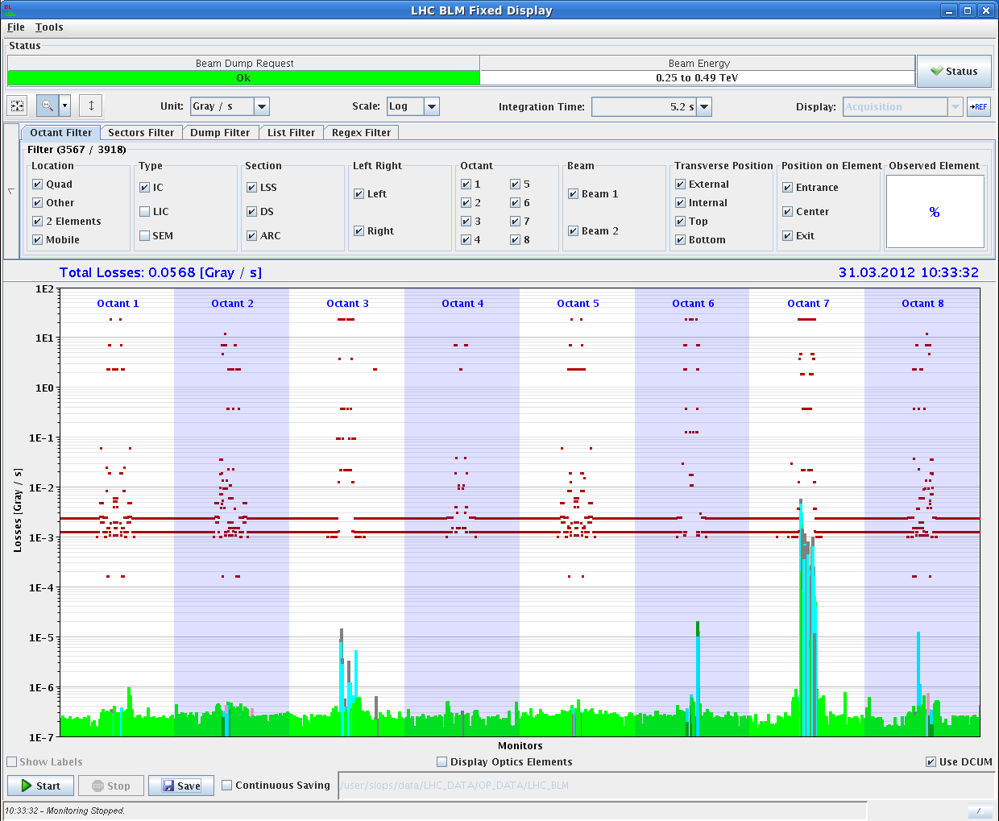 BL
LHC BLM Fixed Display
File Tools
Status
Beam Dump Request Beam Energy
Ok 0.25 to 0.49 TeV
Status
Unit: Gray / s Scale: Log Integration Time: 5.2 s Display: Acquisition →REF
Octant Filter Sectors Filter Dump Filter List Filter Regex Filter
Filter (3567 / 3918)
Location Type Section Left Right Octant Beam Transverse Position Position on Element Observed Element
Quad IC LSS Left 1 5 Beam 1 External Entrance
Other LIC DS Right 2 6 Beam 2 Internal Center %
2 Elements SEM ARC 3 7 Top Exit
Mobile 4 8 Bottom
Total Losses: 0.0568 [Gray / s] 31.03.2012 10:33:32
1E2
Octant 1 Octant 2 Octant 3 Octant 4 Octant 5 Octant 6 Octant 7 Octant 8
1E1
1E0
1E-1
1E-2
Losses [Gray / s]
1E-3
1E-4
1E-5
1E-6
1E-7
Monitors
Show Labels Display Optics Elements Use DCUM
Start Stop Save Continuous Saving /user/slops/data/LHC_DATA/OP_DATA/LHC_BLM
10:33:32 - Monitoring Stopped.